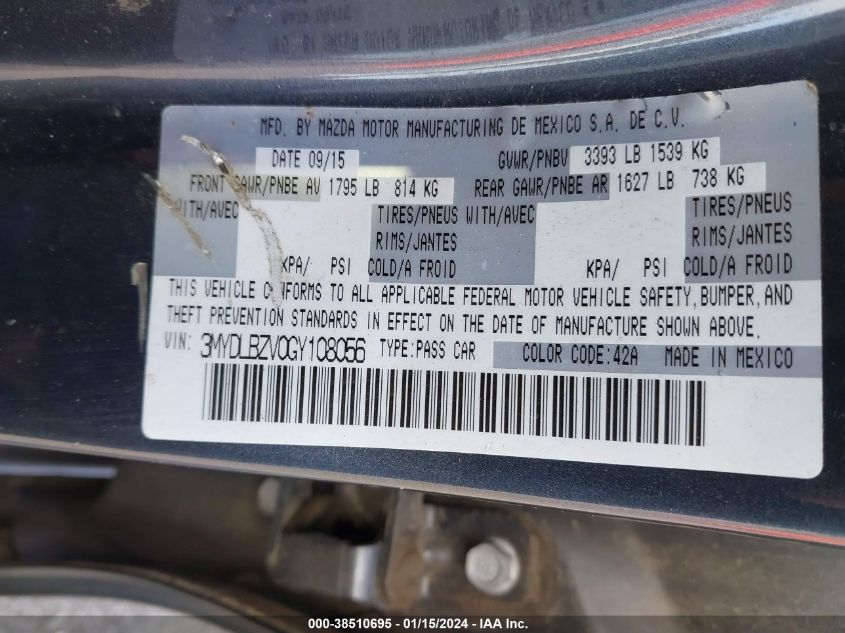 MFD. BY MAZDA MOTOR MANUFACTURING DE MEXICO S.A. DE C.V.
DATE 09/15 GVWR/PNBV 3393 LB 1539 KG
FRONT GAWR/PNBE AV 1795 LB 814 KG REAR GAWR/PNBE AR 1627 LB 738 KG
WITH/AVEC TIRES/PNEUS WITH/AVEC TIRES/PNEUS
RIMS/JANTES RIMS/JANTES
KPA/ PSI COLD/A FROID KPA/ PSI COLD/A FROID
THIS VEHICLE CONFORMS TO ALL APPLICABLE FEDERAL MOTOR VEHICLE SAFETY, BUMPER, AND
THEFT PREVENTION STANDARDS IN EFFECT ON THE DATE OF MANUFACTURE SHOWN ABOVE.
VIN: 3MYDLBZV0GY108056 TYPE:PASS CAR COLOR CODE:42A MADE IN MEXICO
000-38510695 - 01/15/2024 - IAA Inc.